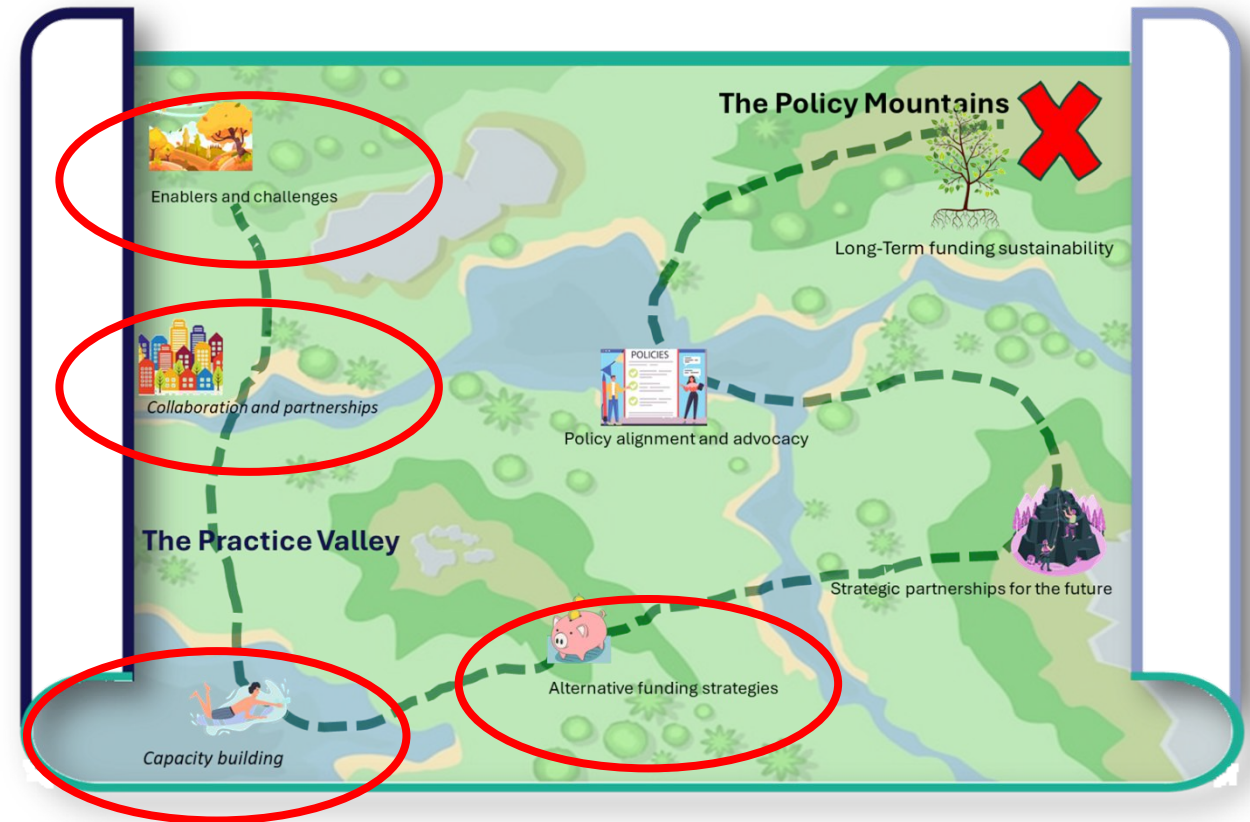 The Policy Mountains
Enablers and challenges
Long-Term funding sustainability
POLICIES
Collaboration and partnerships
Policy alignment and advocacy
The Practice Valley
Strategic partnerships for the future
Alternative funding strategies
Capacity building